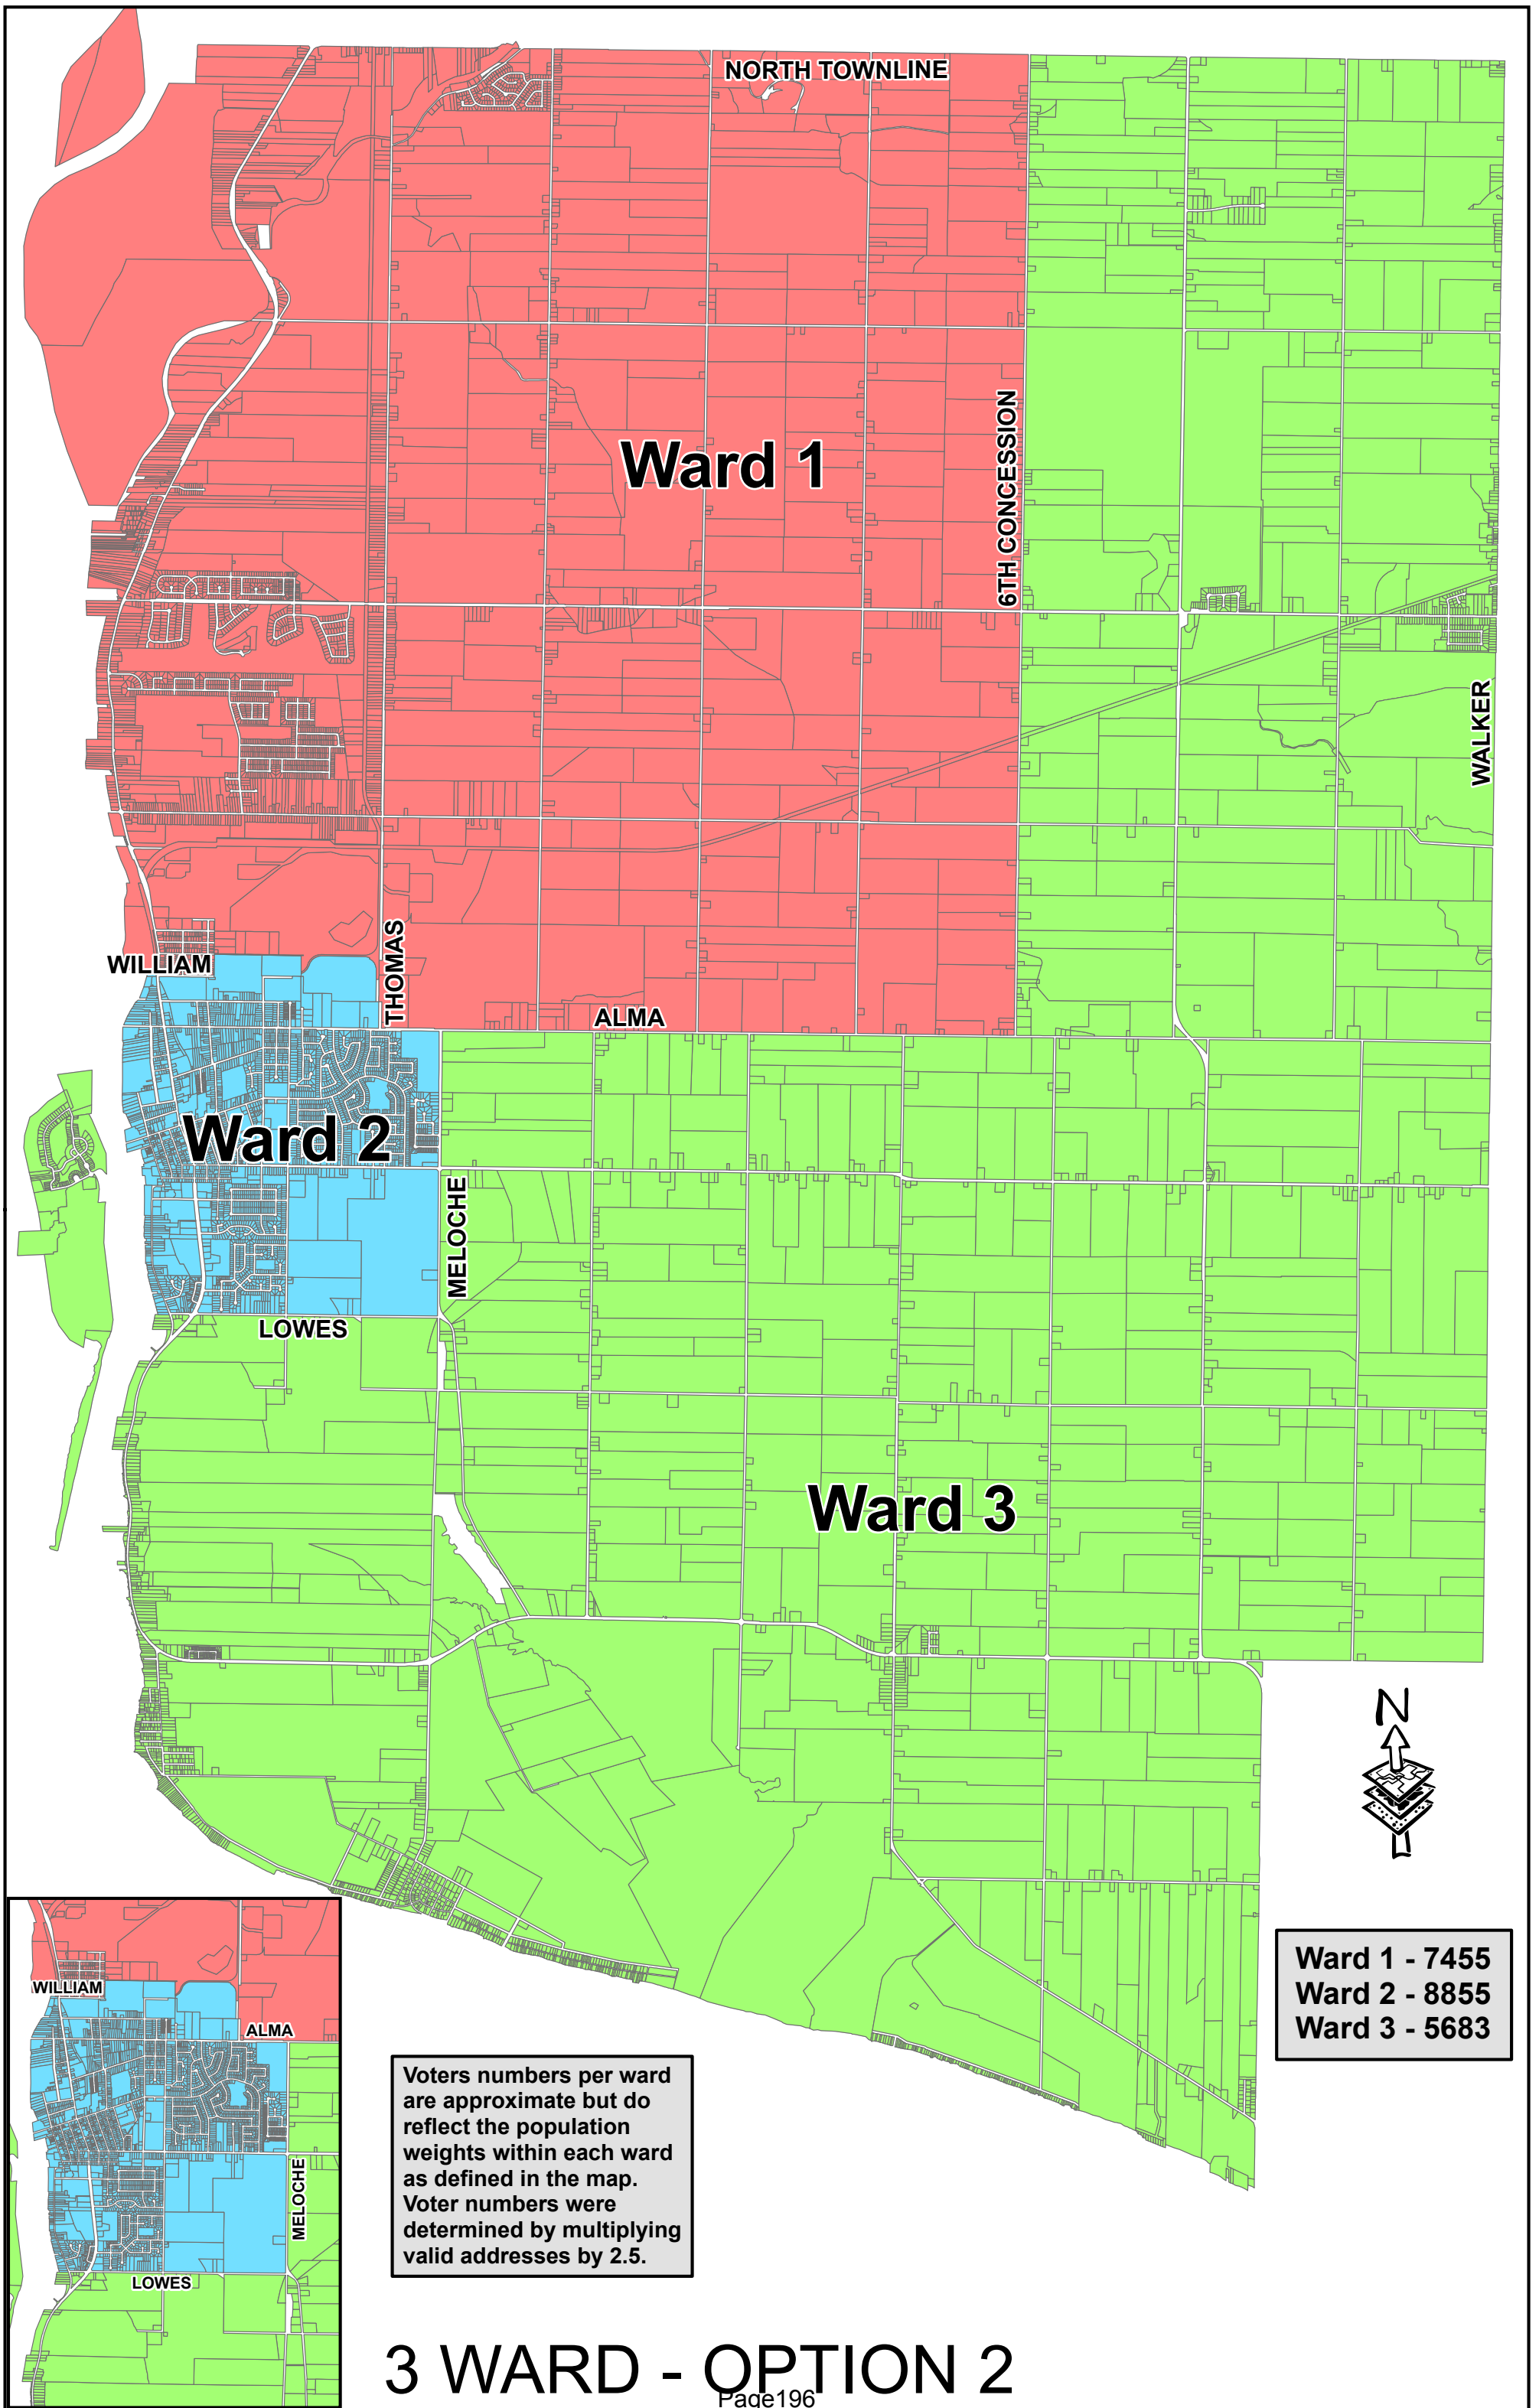 NORTH TOWNLINE
Ward 1
6TH CONCESSION
WALKER
THOMAS
WILLIAM
ALMA
Ward 2
MELOCHE
LOWES
Ward 3
N
WILLIAM
ALMA
MELOCHE
LOWES
Ward 1 - 7455
Ward 2 - 8855
Ward 3 - 5683
Voters numbers per ward
are approximate but do
reflect the population
weights within each ward
as defined in the map.
Voter numbers were
determined by multiplying
valid addresses by 2.5.
3 WARD - OPTION 2
Page196